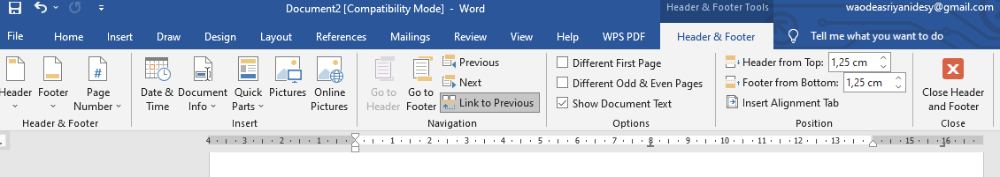 Document2 [Compatibility Mode] - Word
Header & Footer Tools
waodeasriyanidesy@gmail.com
File Home Insert Draw Design Layout References Mailings Review View Help WPS PDF Header & Footer Tell me what you want to do
Header
Footer
Page
Number
Header & Footer
Date &
Time
Document
Info
Quick
Parts
Pictures
Online
Pictures
Insert
Go to
Header
Go to
Footer
Previous
Next
Link to Previous
Navigation
Different First Page
Different Odd & Even Pages
Show Document Text
Options
Header from Top: 1,25 cm
Footer from Bottom: 1,25 cm
Insert Alignment Tab
Position
Close Header
and Footer
Close
4 3 2 1 1 2 3 4 5 6 7 8 9 10 11 12 13 15 16